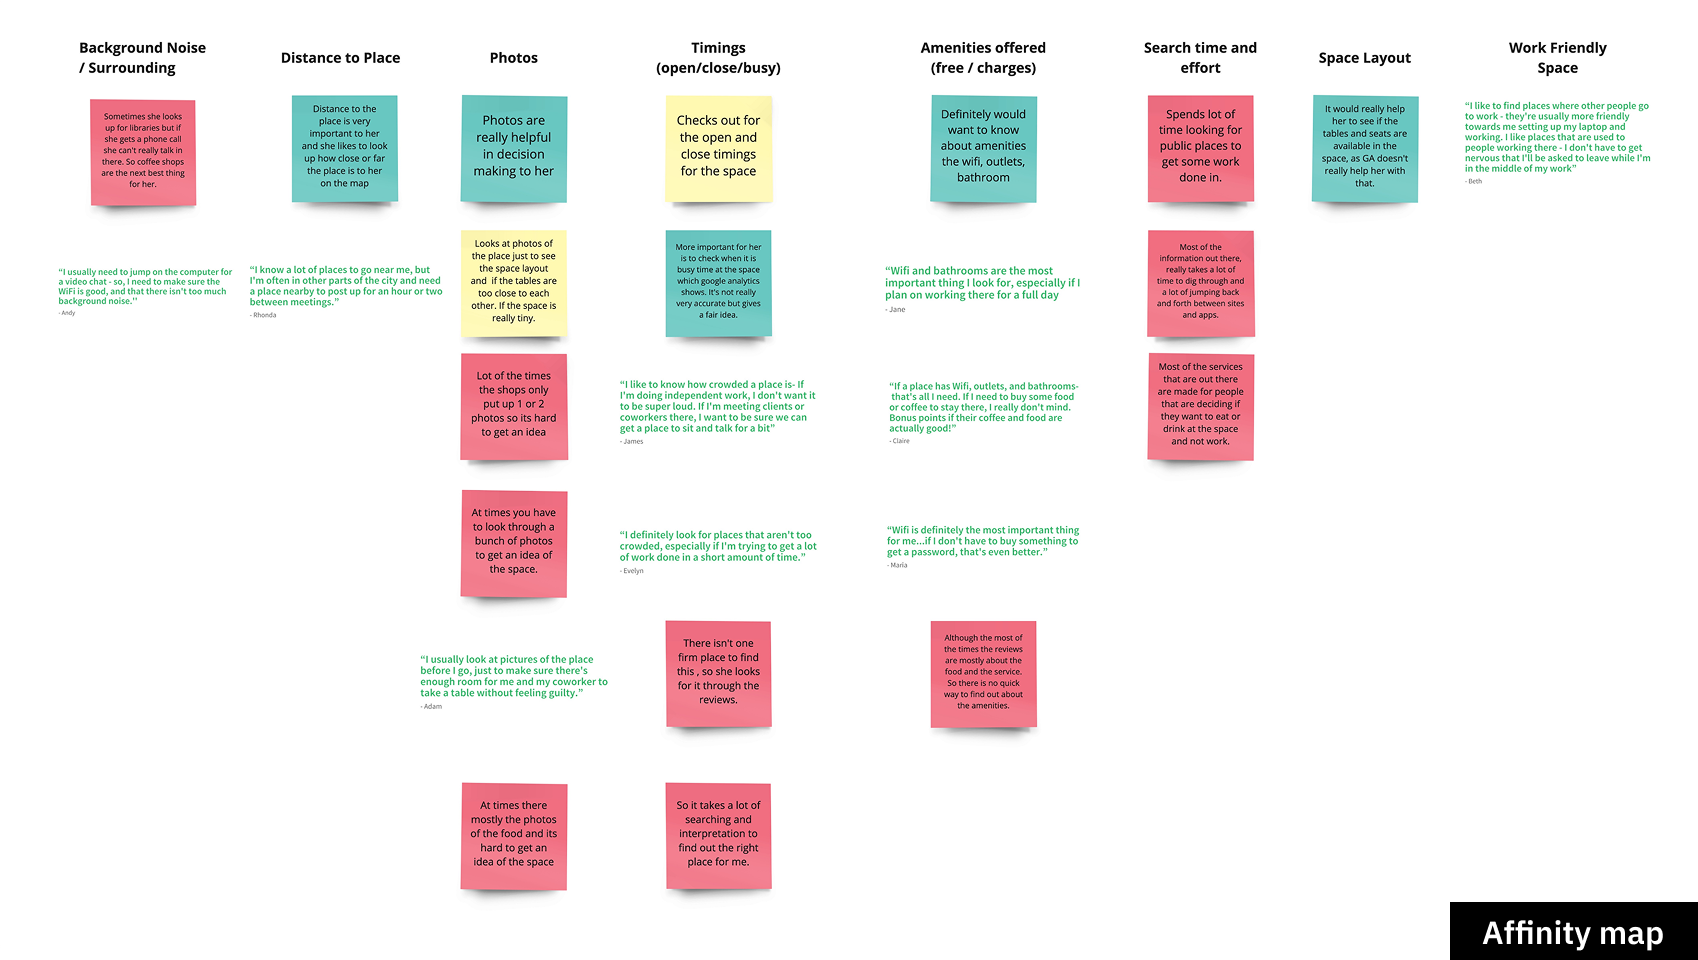 Background Noise
/ Surrounding
Sometimes she looks
up for libraries but if
she gets a phone call
she can't really talk in
there. So coffee shops
are the next best thing
for her.
“I usually need to jump on the computer for
a video chat - so, I need to make sure the
WiFi is good, and that there isn't too much
background noise.''
- Andy
Distance to Place
Distance to the
place is very
important to her
and she likes to look
up how close or far
the place is to her
on the map
“I know a lot of places to go near me, but
I'm often in other parts of the city and need
a place nearby to post up for an hour or two
between meetings.”
- Rhonda
Photos
Photos are
really helpful
in decision
making to her
Looks at photos of
the place just to see
the space layout
and if the tables are
too close to each
other. If the space is
really tiny.
Lot of the times
the shops only
put up 1 or 2
photos so its hard
to get an idea
At times you have
to look through a
bunch of photos
to get an idea of
the space.
“I usually look at pictures of the place
before I go, just to make sure there's
enough room for me and my coworker to
take a table without feeling guilty.”
- Adam
At times there
mostly the photos
of the food and its
hard to get an
idea of the space
Timings
(open/close/busy)
Checks out for
the open and
close timings
for the space
More important for her
is to check when it is
busy time at the space
which google analytics
shows. It's not really
very accurate but gives
a fair idea.
“I like to know how crowded a place is- If
I'm doing independent work, I don't want it
to be super loud. If I'm meeting clients or
coworkers there, I want to be sure we can
get a place to sit and talk for a bit”
- James
“I definitely look for places that aren't too
crowded, especially if I'm trying to get a lot
of work done in a short amount of time.”
- Evelyn
There isn't one
firm place to find
this , so she looks
for it through the
reviews.
So it takes a lot of
searching and
interpretation to
find out the right
place for me.
Amenities offered
(free / charges)
Definitely would
want to know
about amenities
the wifi, outlets,
bathroom
“Wifi and bathrooms are the most
important thing I look for, especially if I
plan on working there for a full day
- Jane
“If a place has Wifi, outlets, and bathrooms-
that's all I need. If I need to buy some food
or coffee to stay there, I really don't mind.
Bonus points if their coffee and food are
actually good!”
- Claire
“Wifi is definitely the most important thing
for me...if I don't have to buy something to
get a password, that's even better.”
- Maria
Although the most of
the times the reviews
are mostly about the
food and the service.
So there is no quick
way to find out about
the amenities.
Search time and
effort
Spends lot of
time looking for
public places to
get some work
done in.
Most of the
information out there,
really takes a lot of
time to dig through and
a lot of jumping back
and forth between sites
and apps.
Most of the services
that are out there
are made for people
that are deciding if
they want to eat or
drink at the space
and not work.
Space Layout
It would really help
her to see if the
tables and seats are
available in the
space, as GA doesn't
really help her with
that.
Work Friendly
Space
“I like to find places where other people go
to work - they're usually more friendly
towards me setting up my laptop and
working. I like places that are used to
people working there - I don't have to get
nervous that I'll be asked to leave while I'm
in the middle of my work”
- Beth
Affinity map